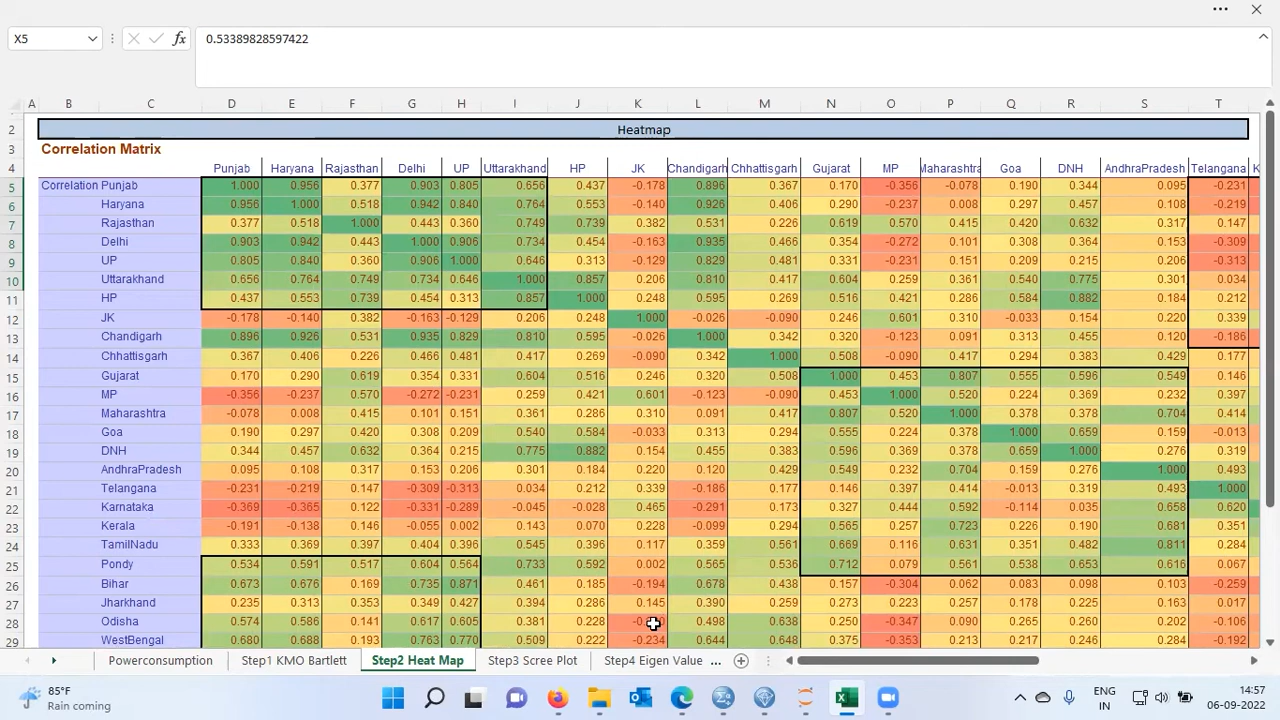 X5 0.53389828597422
A B C D E F G H I J K L M N O P Q R S T
2 Heatmap
3 Correlation Matrix
4 Punjab Haryana Rajasthan Delhi UP Uttarakhand HP JK Chandigarh Chhattisgarh Gujarat MP Maharashtra Goa DNH AndhraPradesh Telangana K
5 Correlation Punjab 1.000 0.956 0.377 0.903 0.805 0.656 0.437 -0.178 0.896 0.367 0.170 -0.356 -0.078 0.190 0.344 0.095 -0.231
6 Haryana 0.956 1.000 0.518 0.942 0.840 0.764 0.553 -0.140 0.926 0.406 0.290 -0.237 0.008 0.297 0.457 0.108 -0.219
7 Rajasthan 0.377 0.518 1.000 0.443 0.360 0.749 0.739 0.382 0.531 0.226 0.619 0.570 0.415 0.420 0.632 0.317 0.147
8 Delhi 0.903 0.942 0.443 1.000 0.906 0.734 0.454 -0.163 0.935 0.466 0.354 -0.272 0.101 0.308 0.364 0.153 -0.309
9 UP 0.805 0.840 0.360 0.906 1.000 0.646 0.313 -0.129 0.829 0.481 0.331 -0.231 0.151 0.209 0.215 0.206 -0.313
10 Uttarakhand 0.656 0.764 0.749 0.734 0.646 1.000 0.857 0.206 0.810 0.417 0.604 0.259 0.361 0.540 0.775 0.301 0.034
11 HP 0.437 0.553 0.739 0.454 0.313 0.857 1.000 0.248 0.595 0.269 0.516 0.421 0.286 0.584 0.882 0.184 0.212
12 JK -0.178 -0.140 0.382 -0.163 -0.129 0.206 0.248 1.000 -0.026 -0.090 0.246 0.601 0.310 -0.033 0.154 0.220 0.339
13 Chandigarh 0.896 0.926 0.531 0.935 0.829 0.810 0.595 -0.026 1.000 0.342 0.320 -0.123 0.091 0.313 0.455 0.120 -0.186
14 Chhattisgarh 0.367 0.406 0.226 0.466 0.481 0.417 0.269 -0.090 0.342 1.000 0.508 -0.090 0.417 0.294 0.383 0.429 0.177
15 Gujarat 0.170 0.290 0.619 0.354 0.331 0.604 0.516 0.246 0.320 0.508 1.000 0.453 0.807 0.555 0.596 0.549 0.146
16 MP -0.356 -0.237 0.570 -0.272 -0.231 0.259 0.421 0.601 -0.123 -0.090 0.453 1.000 0.520 0.224 0.369 0.232 0.397
17 Maharashtra -0.078 0.008 0.415 0.101 0.151 0.361 0.286 0.310 0.091 0.417 0.807 0.520 1.000 0.378 0.378 0.704 0.414
18 Goa 0.190 0.297 0.420 0.308 0.209 0.540 0.584 -0.033 0.313 0.294 0.555 0.224 0.378 1.000 0.659 0.159 -0.013
19 DNH 0.344 0.457 0.632 0.364 0.215 0.775 0.882 0.154 0.455 0.383 0.596 0.369 0.378 0.659 1.000 0.276 0.319
20 AndhraPradesh 0.095 0.108 0.317 0.153 0.206 0.301 0.184 0.220 0.120 0.429 0.549 0.232 0.704 0.159 0.276 1.000 0.493
21 Telangana -0.231 -0.219 0.147 -0.309 -0.313 0.034 0.212 0.339 -0.186 0.177 0.146 0.397 0.414 -0.013 0.319 0.493 1.000
22 Karnataka -0.369 -0.365 0.122 -0.331 -0.289 -0.045 -0.028 0.465 -0.291 0.173 0.327 0.444 0.592 -0.114 0.035 0.658 0.620
23 Kerala -0.191 -0.138 0.146 -0.055 0.002 0.143 0.070 0.228 -0.099 0.294 0.565 0.257 0.723 0.226 0.190 0.681 0.351
24 TamilNadu 0.333 0.369 0.397 0.404 0.396 0.545 0.396 0.117 0.359 0.561 0.669 0.116 0.631 0.351 0.482 0.811 0.284
25 Pondy 0.534 0.591 0.517 0.604 0.564 0.733 0.592 0.002 0.565 0.536 0.712 0.079 0.561 0.538 0.653 0.616 0.067
26 Bihar 0.673 0.676 0.169 0.735 0.871 0.461 0.185 -0.194 0.678 0.438 0.157 -0.304 0.062 0.083 0.098 0.103 -0.259
27 Jharkhand 0.235 0.313 0.353 0.349 0.427 0.394 0.286 0.145 0.390 0.259 0.273 0.223 0.257 0.178 0.225 0.163 0.017
28 Odisha 0.574 0.586 0.141 0.617 0.605 0.381 0.228 0.498 0.638 0.250 -0.347 0.090 0.260 0.260 0.202 -0.106
29 WestBengal 0.680 0.688 0.193 0.763 0.770 0.509 0.222 -0.234 0.644 0.648 0.375 -0.353 0.213 0.217 0.246 0.284 -0.192
Powerconsumption Step1 KMO Bartlett Step2 Heat Map Step3 Scree Plot Step4 Eigen Value ...
85°F
Rain coming
ENG
IN
14:57
06-09-2022